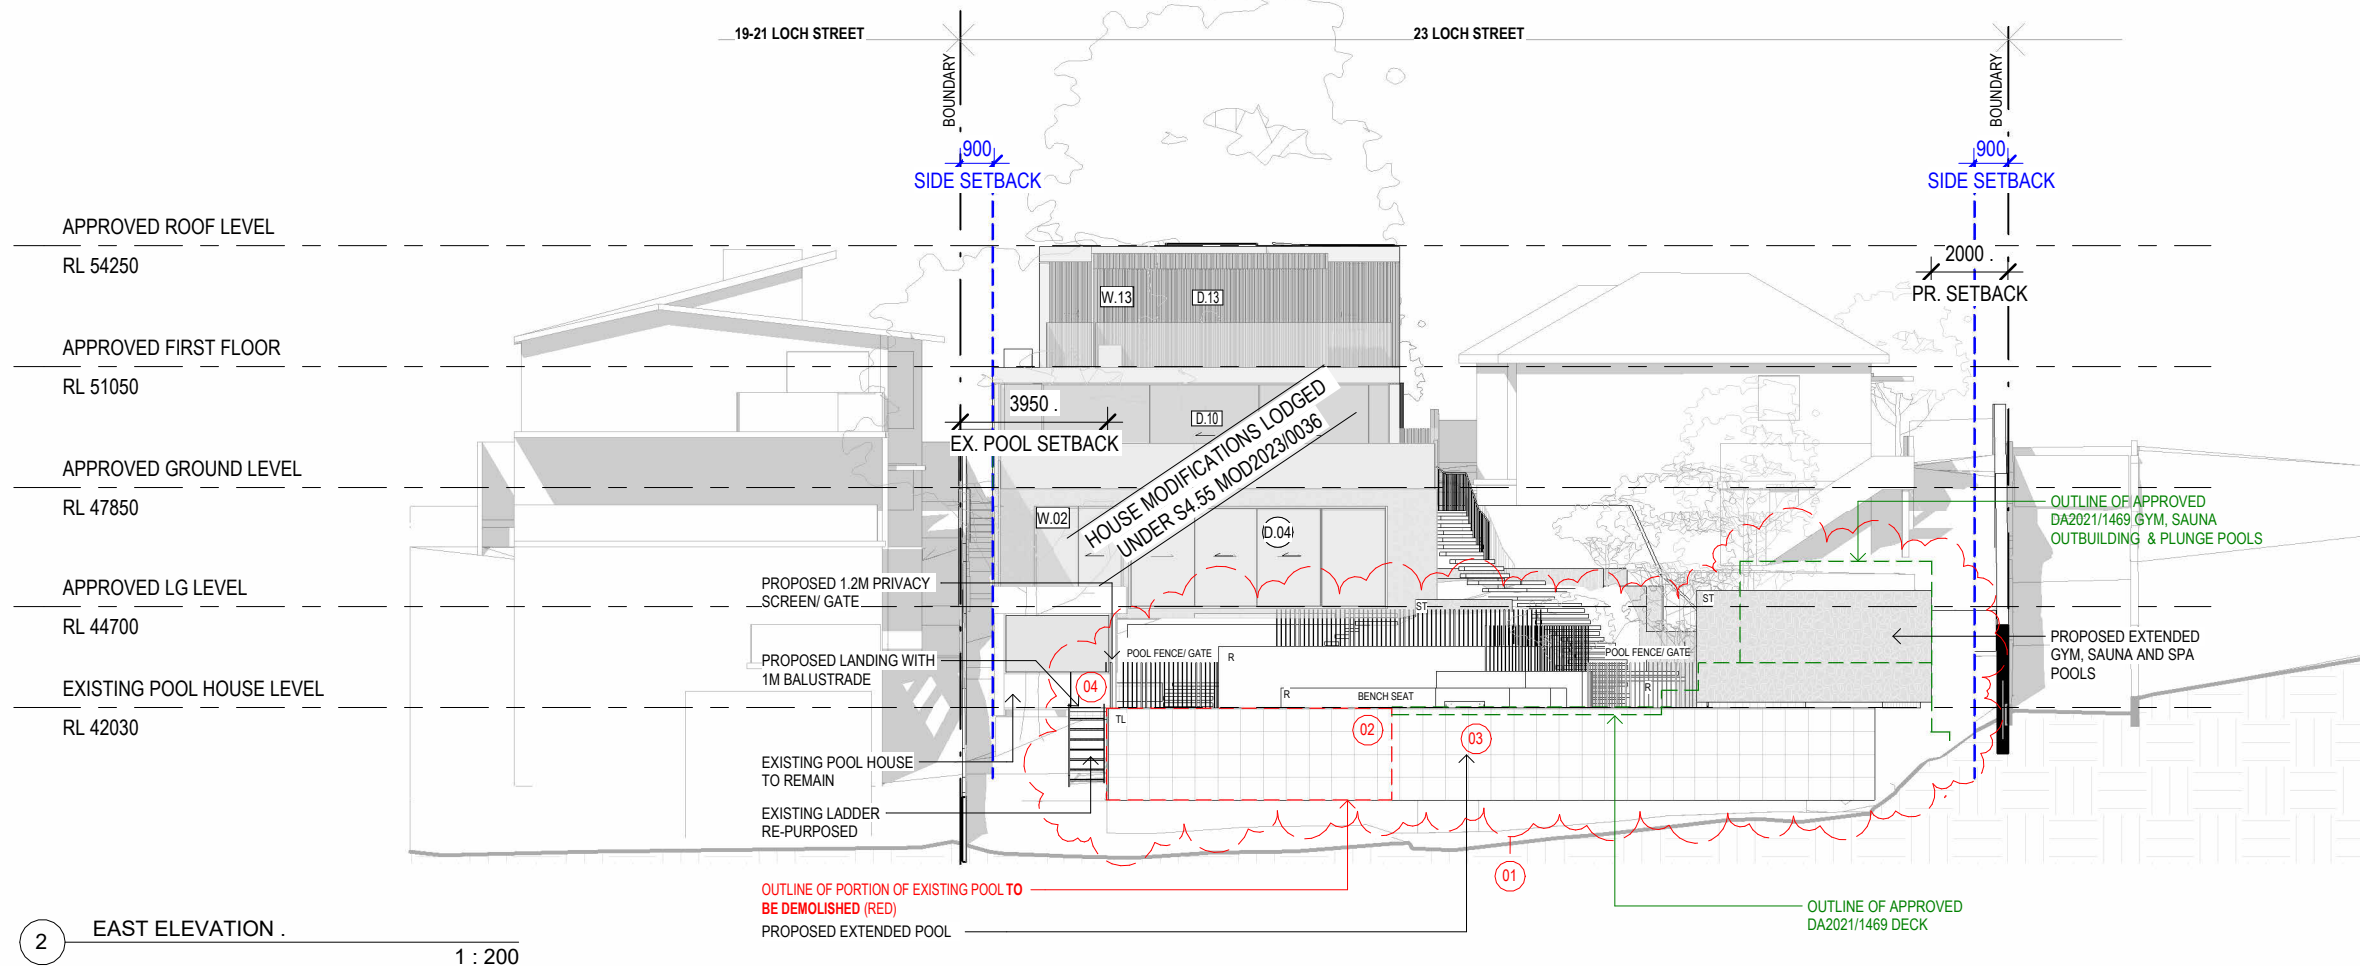 19-21 LOCH STREET
23 LOCH STREET
BOUNDARY
BOUNDARY
900
SIDE SETBACK
900
SIDE SETBACK
APPROVED ROOF LEVEL
RL 54250
2000 .
PR. SETBACK
W.13
D.13
APPROVED FIRST FLOOR
RL 51050
3950 .
EX. POOL SETBACK
D.10
HOUSE MODIFICATIONS LODGED
UNDER S4.55 MOD2023/0036
APPROVED GROUND LEVEL
RL 47850
W.02
D.04
OUTLINE OF APPROVED
DA2021/1469 GYM, SAUNA
OUTBUILDING & PLUNGE POOLS
APPROVED LG LEVEL
RL 44700
PROPOSED 1.2M PRIVACY
SCREEN/ GATE
ST
ST
PROPOSED EXTENDED
GYM, SAUNA AND SPA
POOLS
POOL FENCE/ GATE
R
POOL FENCE/ GATE
PROPOSED LANDING WITH
1M BALUSTRADE
EXISTING POOL HOUSE LEVEL
RL 42030
04
R
BENCH SEAT
R
TL
02
03
EXISTING POOL HOUSE
TO REMAIN
EXISTING LADDER
RE-PURPOSED
01
OUTLINE OF PORTION OF EXISTING POOL TO
BE DEMOLISHED (RED)
PROPOSED EXTENDED POOL
OUTLINE OF APPROVED
DA2021/1469 DECK
2
EAST ELEVATION .
1 : 200